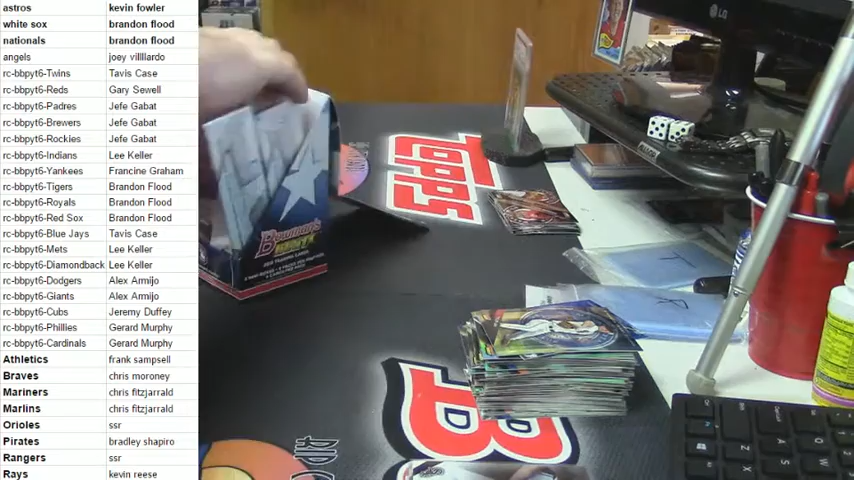 astros kevin fowler
white sox brandon flood
nationals brandon flood
angels joey villlardo
rc-bbpyt6-Twins Tavis Case
rc-bbpyt6-Reds Gary Sewell
rc-bbpyt6-Padres Jefe Gabat
rc-bbpyt6-Brewers Jefe Gabat
rc-bbpyt6-Rockies Jefe Gabat
rc-bbpyt6-Indians Lee Keller
rc-bbpyt6-Yankees Francine Graham
rc-bbpyt6-Tigers Brandon Flood
rc-bbpyt6-Royals Brandon Flood
rc-bbpyt6-Red Sox Brandon Flood
rc-bbpyt6-Blue Jays Tavis Case
rc-bbpyt6-Mets Lee Keller
rc-bbpyt6-Diamondback Lee Keller
rc-bbpyt6-Dodgers Alex Armijo
rc-bbpyt6-Giants Alex Armijo
rc-bbpyt6-Cubs Jeremy Duffey
rc-bbpyt6-Phillies Gerard Murphy
rc-bbpyt6-Cardinals Gerard Murphy
Athletics frank sampsell
Braves chris moroney
Mariners chris fitzjarrald
Marlins chris fitzjarrald
Orioles ssr
Pirates bradley shapiro
Rangers ssr
Rays kevin reese
LG
TOPPS
Bowman's
BEST
B
RIP